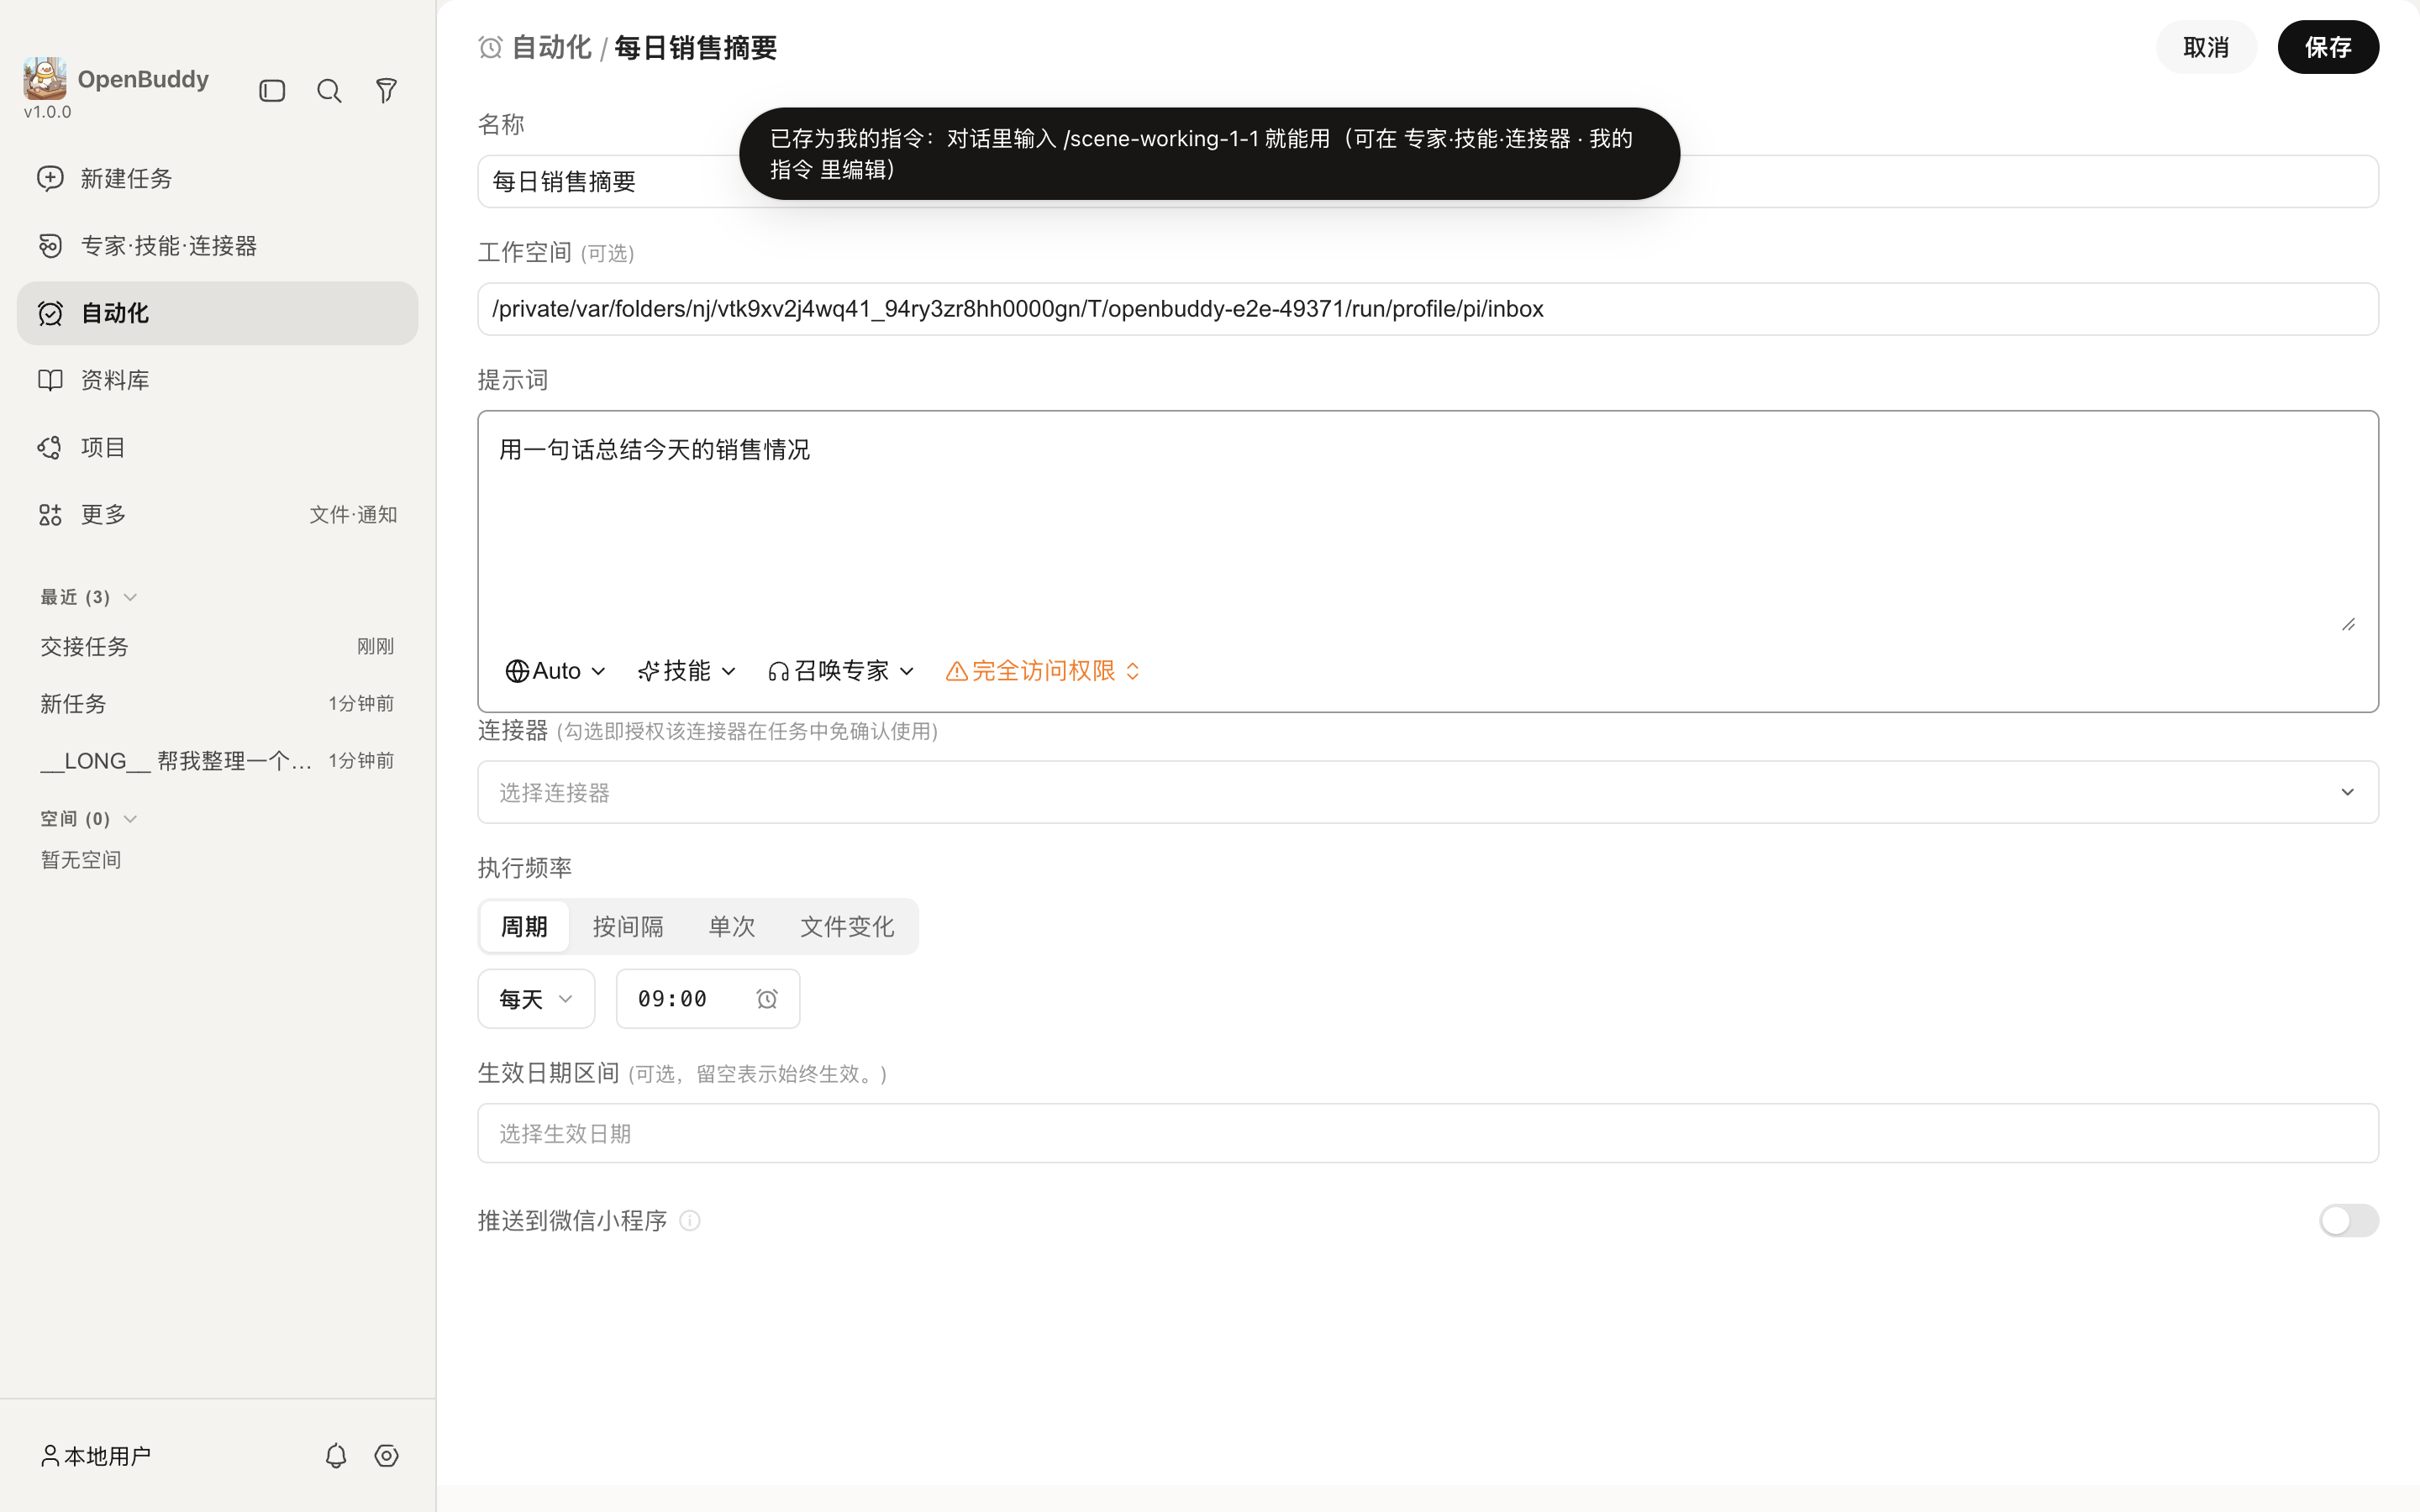 OpenBuddy
v1.0.0
新建任务
专家·技能·连接器
自动化
资料库
项目
更多
文件·通知
最近 (3)
交接任务
刚刚
新任务
1分钟前
__LONG__ 帮我整理一个…
1分钟前
空间 (0)
暂无空间
本地用户
自动化 / 每日销售摘要
取消
保存
已存为我的指令：对话里输入 /scene-working-1-1 就能用（可在 专家·技能·连接器 · 我的
指令 里编辑）
名称
每日销售摘要
工作空间 (可选)
/private/var/folders/nj/vtk9xv2j4wq41_94ry3zr8hh0000gn/T/openbuddy-e2e-49371/run/profile/pi/inbox
提示词
用一句话总结今天的销售情况
Auto
技能
召唤专家
完全访问权限
连接器 (勾选即授权该连接器在任务中免确认使用)
选择连接器
执行频率
周期
按间隔
单次
文件变化
每天
09:00
生效日期区间 (可选，留空表示始终生效。)
选择生效日期
推送到微信小程序